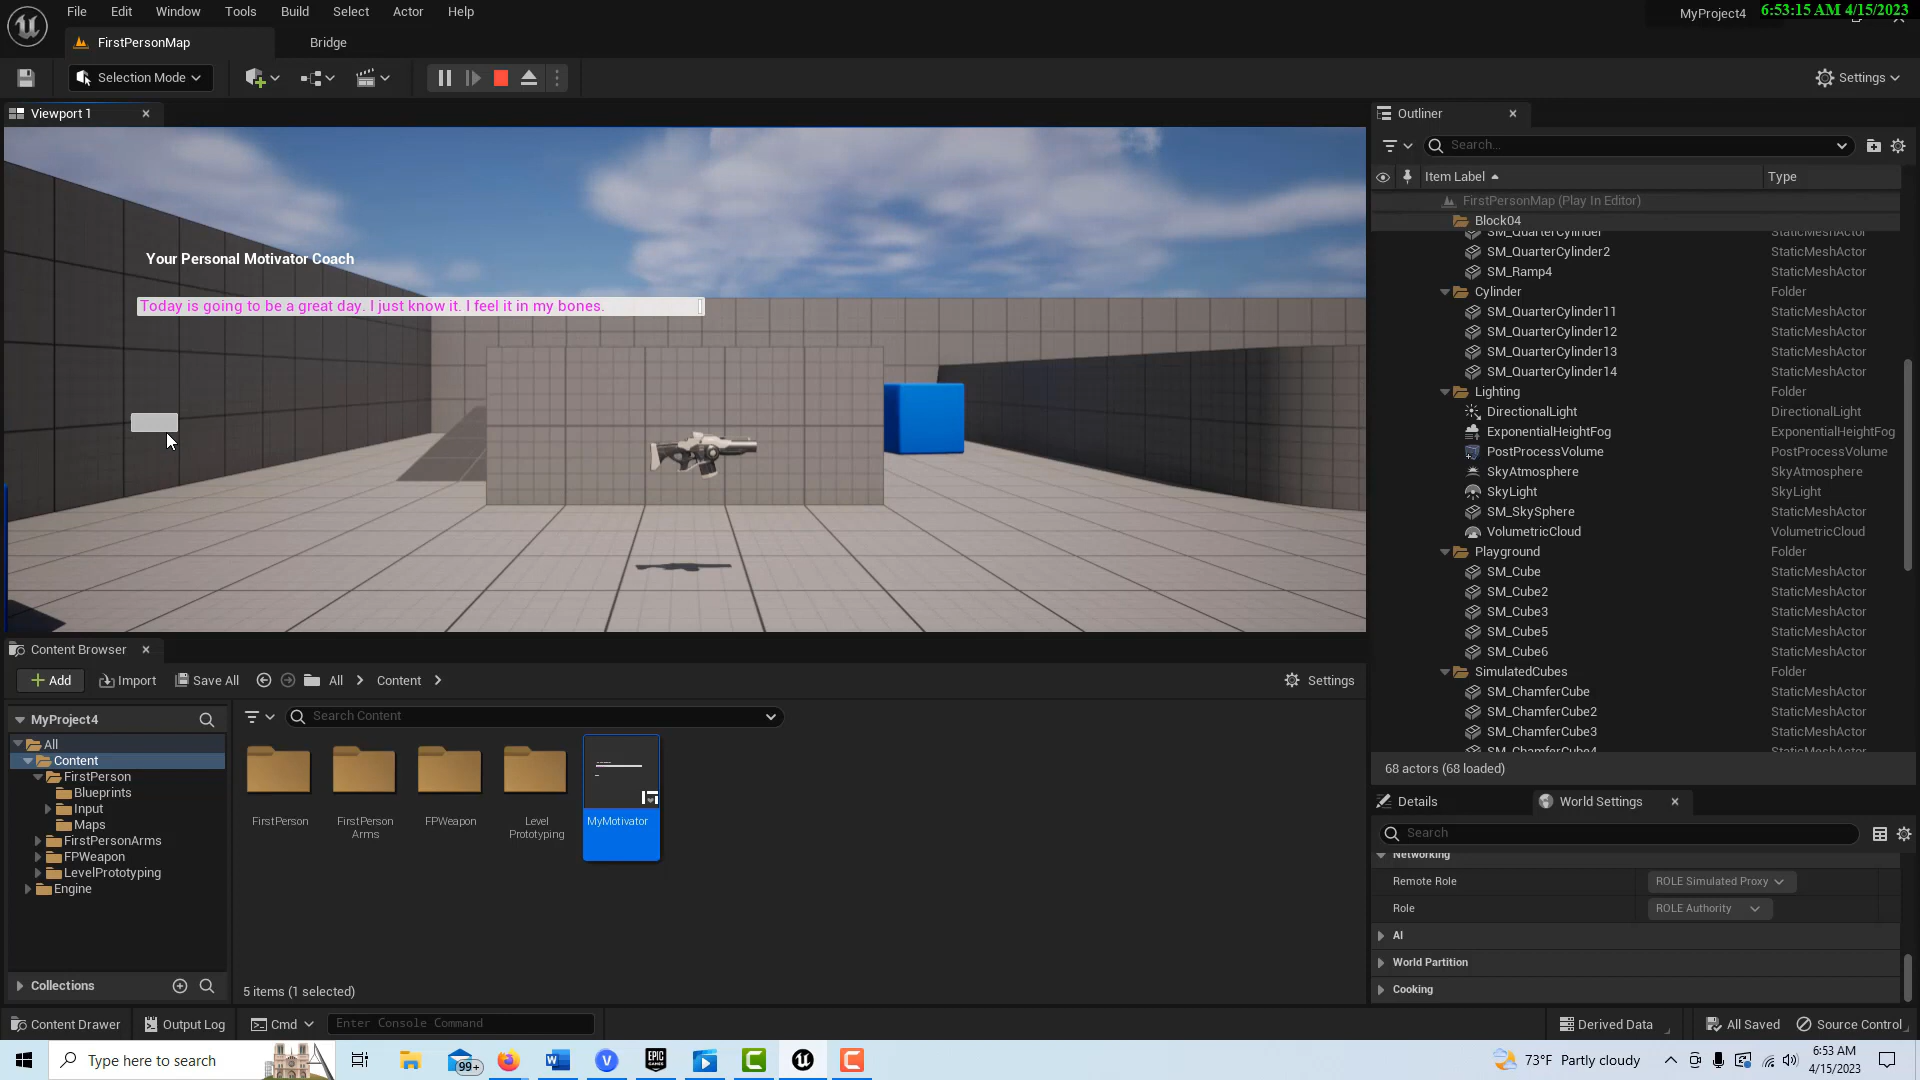 File Edit Window Tools Build Select Actor Help
MyProject4
6:53:15 AM 4/15/2023
FirstPersonMap
Bridge
Selection Mode
Settings
Viewport 1
Your Personal Motivator Coach
Today is going to be a great day. I just know it. I feel it in my bones.
Outliner
Search...
Item Label Type
FirstPersonMap (Play In Editor)
Block04
SM_QuarterCylinder StaticMeshActor
SM_QuarterCylinder2 StaticMeshActor
SM_Ramp4 StaticMeshActor
Cylinder Folder
SM_QuarterCylinder11 StaticMeshActor
SM_QuarterCylinder12 StaticMeshActor
SM_QuarterCylinder13 StaticMeshActor
SM_QuarterCylinder14 StaticMeshActor
Lighting Folder
DirectionalLight DirectionalLight
ExponentialHeightFog ExponentialHeightFog
PostProcessVolume PostProcessVolume
SkyAtmosphere SkyAtmosphere
SkyLight SkyLight
SM_SkySphere StaticMeshActor
VolumetricCloud VolumetricCloud
Playground Folder
SM_Cube StaticMeshActor
SM_Cube2 StaticMeshActor
SM_Cube3 StaticMeshActor
SM_Cube5 StaticMeshActor
SM_Cube6 StaticMeshActor
SimulatedCubes Folder
SM_ChamferCube StaticMeshActor
SM_ChamferCube2 StaticMeshActor
SM_ChamferCube3 StaticMeshActor
SM_ChamferCube4 StaticMeshActor
68 actors (68 loaded)
Details
World Settings
Search
Networking
Remote Role ROLE Simulated Proxy
Role ROLE Authority
AI
World Partition
Cooking
Content Browser
Add Import Save All All Content Settings
MyProject4
All
Content
FirstPerson
Blueprints
Input
Maps
FirstPersonArms
FPWeapon
LevelPrototyping
Engine
Collections
Search Content
FirstPerson
FirstPerson
Arms
FPWeapon
Level
Prototyping
MyMotivator
5 items (1 selected)
Content Drawer Output Log Cmd Enter Console Command Derived Data All Saved Source Control
Type here to search
99+
EPIC
GAMES
73°F Partly cloudy
6:53 AM
4/15/2023